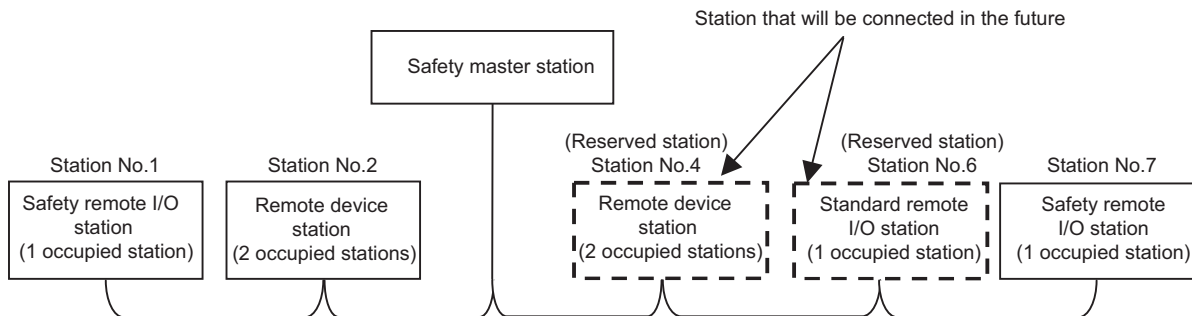 Station that will be connected in the future
Safety master station
(Reserved station)
(Reserved station)
Station No.1
Station No.2
Station No.4
Station No.6
Station No.7
Safety remote I/O
station
(1 occupied station)
Remote device
station
(2 occupied stations)
Remote device
station
(2 occupied stations)
Standard remote
I/O station
(1 occupied station)
Safety remote
I/O station
(1 occupied station)